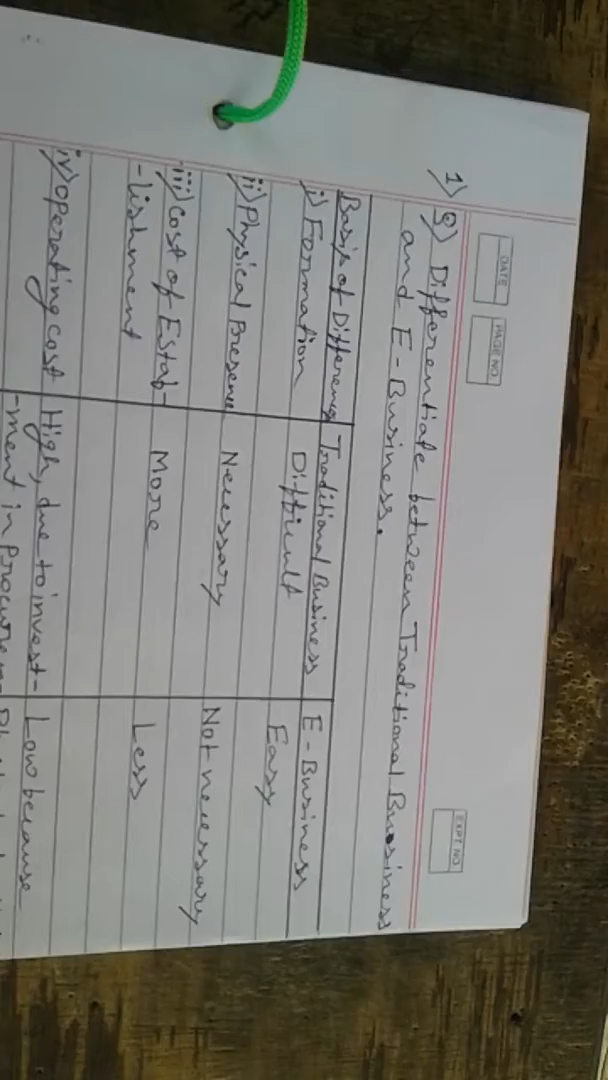 DATE
PAGE NO.
EXPT. NO.
1) Q) Differentiate between Traditional Business
and E-Business.
Basis of Difference Traditional Business E-Business
i) Formation Difficult Easy
ii) Physical Presence Necessary Not necessary
iii) Cost of Estab- More Less
-lishment
iv) operating cost High, due to invest- Low because
-ment in Procurem-